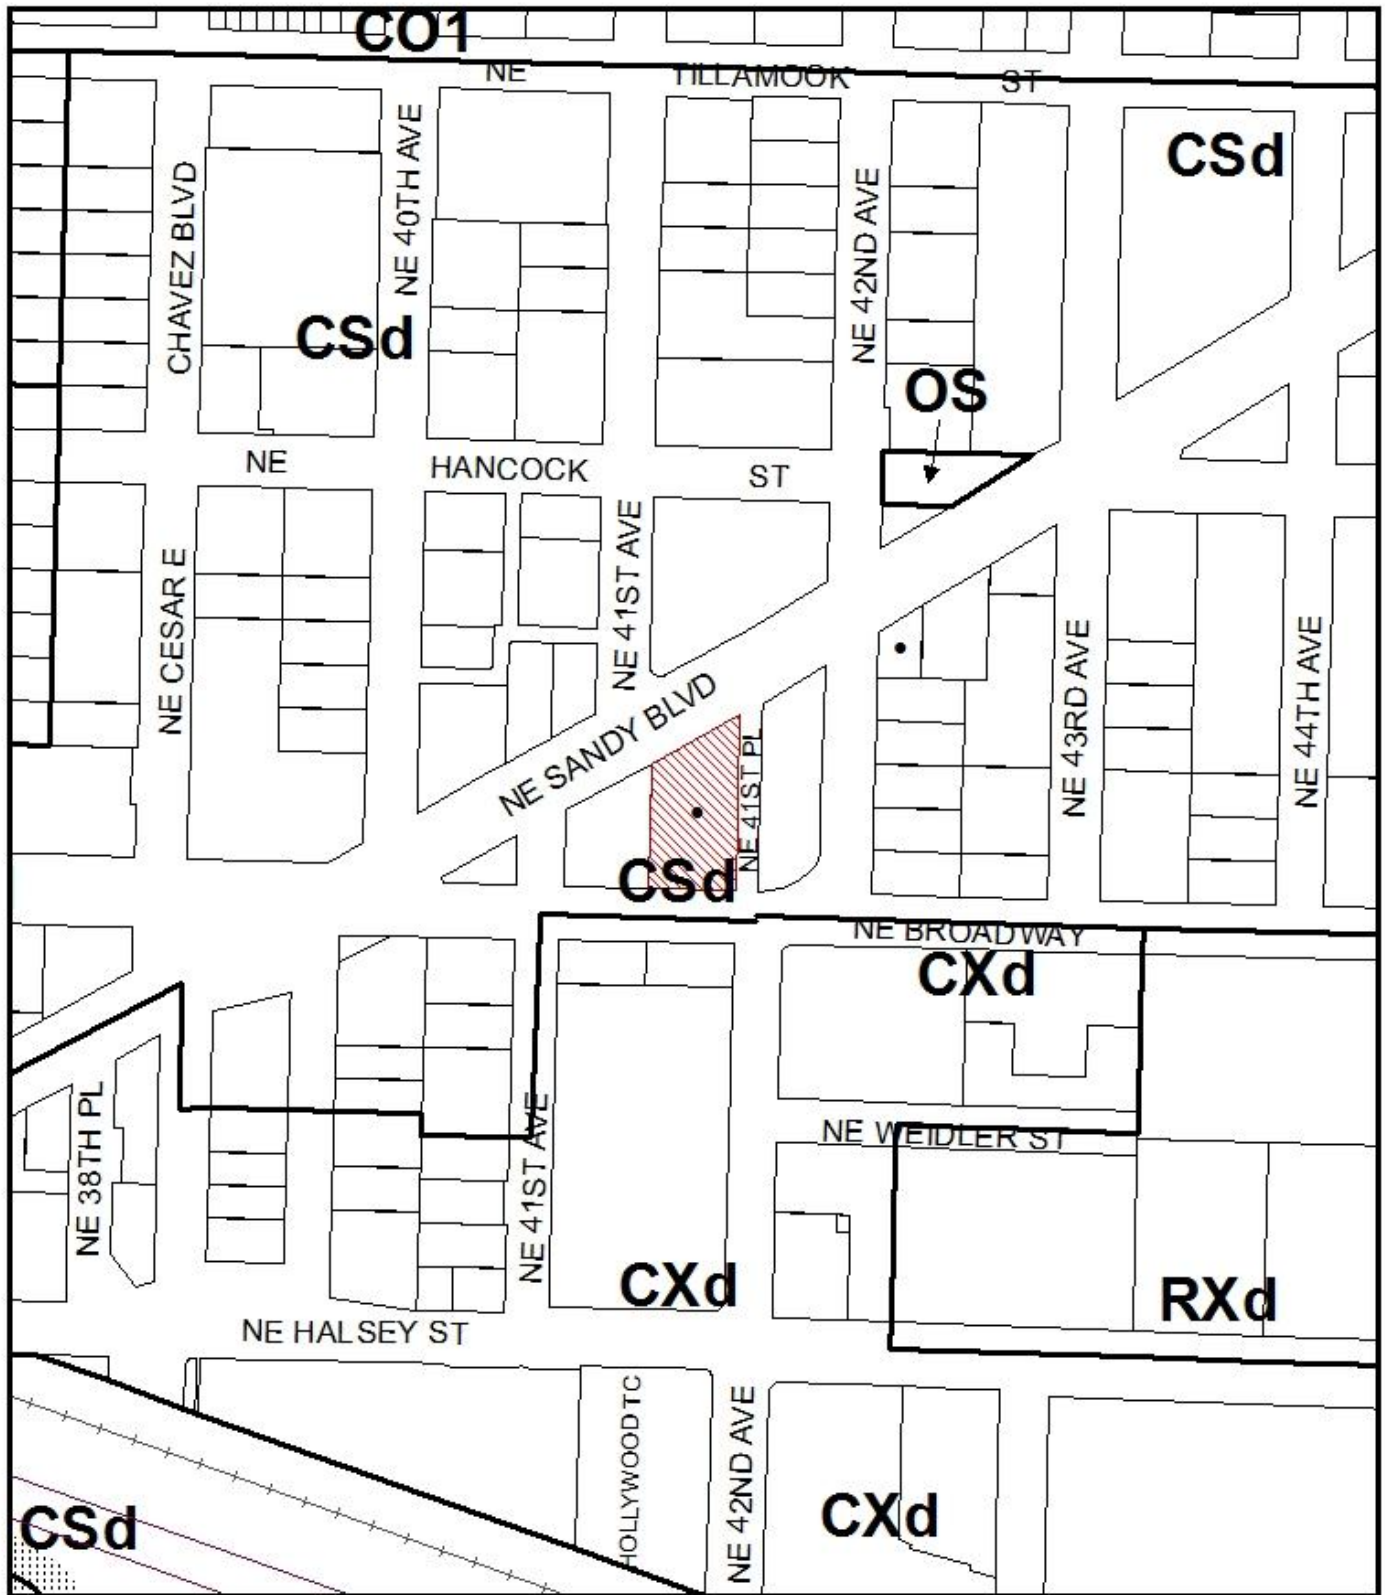 CO1
NE TILLAMOOK ST
CSd
CHAVEZ BLVD
NE 40TH AVE
NE 42ND AVE
CSd
OS
NE HANCOCK ST
NE CESAR E
NE 41ST AVE
NE SANDY BLVD
NE 41ST PL
NE 43RD AVE
NE 44TH AVE
CSd
NE BROADWAY
CXd
NE 38TH PL
NE 41ST AVE
NE WEIDLER ST
CXd
RXd
NE HALSEY ST
HOLLYWOOD TC
NE 42ND AVE
CXd
CSd